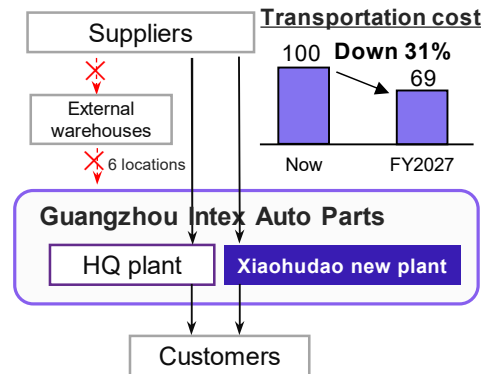 Suppliers
Transportation cost
Down 31%
100
69
Now
FY2027
External
warehouses
6 locations
Guangzhou Intex Auto Parts
HQ plant
Xiaohudao new plant
Customers